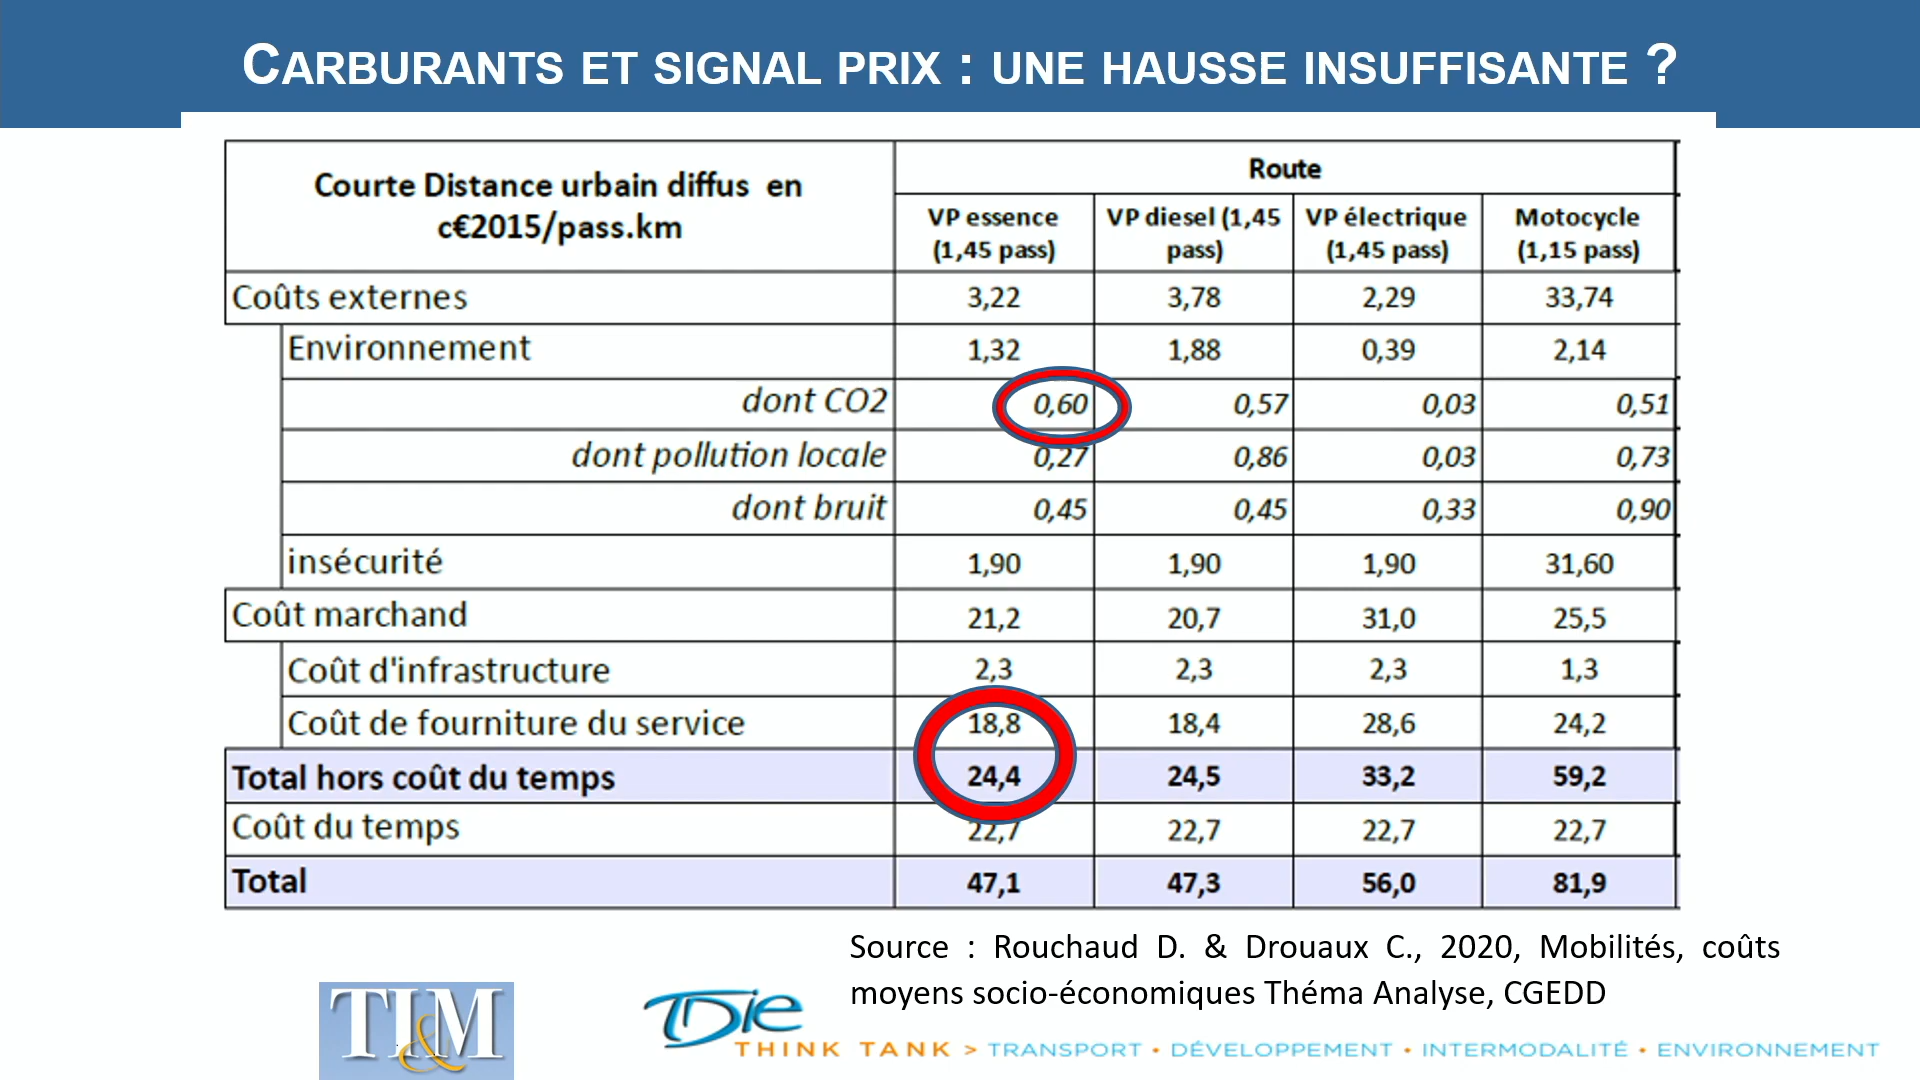 CARBURANTS ET SIGNAL PRIX : UNE HAUSSE INSUFFISANTE ?
Courte Distance urbain diffus en
c€2015/pass.km
Route
VP essence
(1,45 pass)
VP diesel (1,45
pass)
VP électrique
(1,45 pass)
Motocycle
(1,15 pass)
Coûts externes 3,22 3,78 2,29 33,74
Environnement 1,32 1,88 0,39 2,14
dont CO2 0,60 0,57 0,03 0,51
dont pollution locale 0,27 0,86 0,03 0,73
dont bruit 0,45 0,45 0,33 0,90
insécurité 1,90 1,90 1,90 31,60
Coût marchand 21,2 20,7 31,0 25,5
Coût d'infrastructure 2,3 2,3 2,3 1,3
Coût de fourniture du service 18,8 18,4 28,6 24,2
Total hors coût du temps 24,4 24,5 33,2 59,2
Coût du temps 22,7 22,7 22,7 22,7
Total 47,1 47,3 56,0 81,9
Source : Rouchaud D. & Drouaux C., 2020, Mobilités, coûts
moyens socio-économiques Théma Analyse, CGEDD
TI&M
TDie
THINK TANK > TRANSPORT • DÉVELOPPEMENT • INTERMODALITÉ • ENVIRONNEMENT